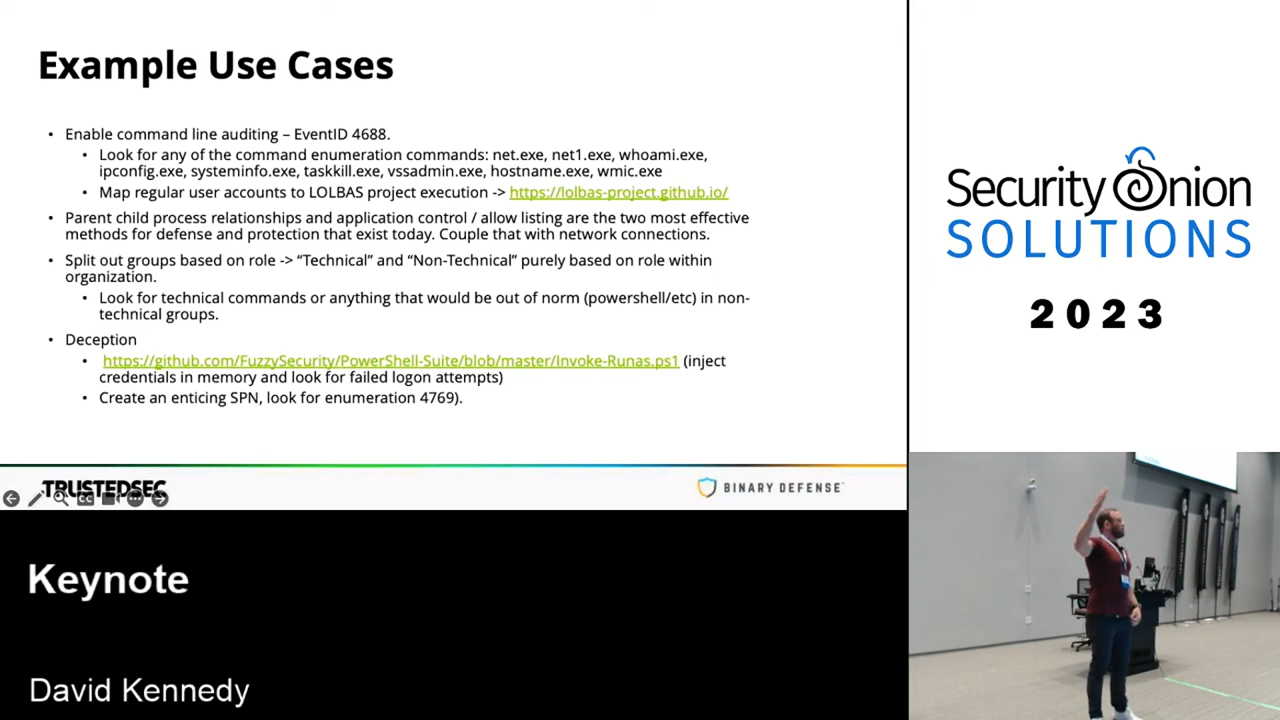 Example Use Cases
• Enable command line auditing – EventID 4688.
• Look for any of the command enumeration commands: net.exe, net1.exe, whoami.exe,
ipconfig.exe, systeminfo.exe, taskkill.exe, vssadmin.exe, hostname.exe, wmic.exe
• Map regular user accounts to LOLBAS project execution -> https://lolbas-project.github.io/
• Parent child process relationships and application control / allow listing are the two most effective
methods for defense and protection that exist today. Couple that with network connections.
• Split out groups based on role -> “Technical” and “Non-Technical” purely based on role within
organization.
• Look for technical commands or anything that would be out of norm (powershell/etc) in non-
technical groups.
• Deception
• https://github.com/FuzzySecurity/PowerShell-Suite/blob/master/Invoke-Runas.ps1 (inject
credentials in memory and look for failed logon attempts)
• Create an enticing SPN, look for enumeration 4769).
TRUSTEDSEC
BINARY DEFENSE
Security Onion
SOLUTIONS
2023
Keynote
David Kennedy